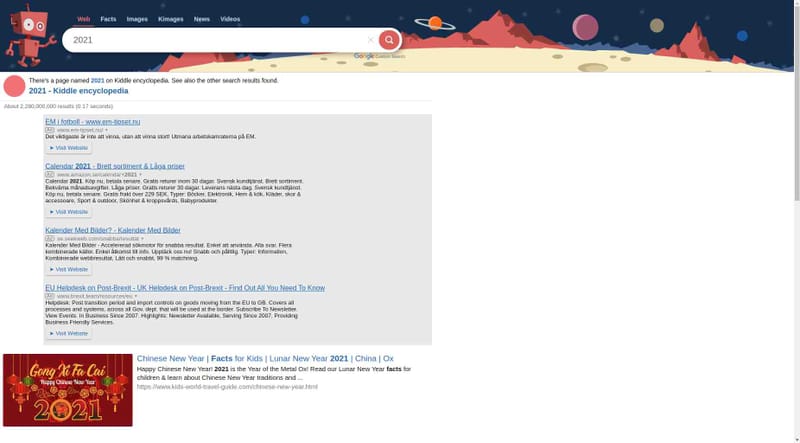 Web Facts Images Kimages News Videos
2021
Google Custom Search
There's a page named 2021 on Kiddle encyclopedia. See also the other search results found.
2021 - Kiddle encyclopedia
About 2,280,000,000 results (0.17 seconds)
EM i fotboll - www.em-tipset.nu
Ad www.em-tipset.nu/
Det viktigaste är inte att vinna, utan att vinna stort! Utmana arbetskamraterna på EM.
➤ Visit Website
Calendar 2021 - Brett sortiment & Låga priser
Ad www.amazon.se/calendar+2021
Calendar 2021. Köp nu, betala senare. Gratis returer inom 30 dagar. Svensk kundtjänst. Brett sortiment.
Bekväma månadsavgifter. Låga priser. Gratis returer 30 dagar. Leverans nästa dag. Svensk kundtjänst.
Köp nu, betala senare. Gratis frakt över 229 SEK. Typer: Böcker, Elektronik, Hem & kök, Kläder, skor &
accessoare, Sport & outdoor, Skönhet & kroppsvårds, Babyprodukter.
➤ Visit Website
Kalender Med Bilder? - Kalender Med Bilder
Ad se.seekweb.com/snabba/resultat
Kalender Med Bilder - Accelererad sökmotor för snabba resultat. Enkel att använda. Alla svar. Flera
kombinerade källor. Enkel åtkomst till info. Upptäck oss nu! Snabb och pålitlig. Typer: Information,
Kombinerade webbresultat, Lätt och snabbt, 99 % matchning.
➤ Visit Website
EU Helpdesk on Post-Brexit - UK Helpdesk on Post-Brexit - Find Out All You Need To Know
Ad www.brexit.team/resources/eu
Helpdesk: Post transition period and import controls on goods moving from the EU to GB. Covers all
processes and systems, across all Gov. dept. that will be used at the border. Subscribe To Newsletter.
View Events. In Business Since 2007. Highlights: Newsletter Available, Serving Since 2007, Providing
Business Friendly Services.
➤ Visit Website
Gong Xi Fa Cai
Happy Chinese New Year
2021
Chinese New Year | Facts for Kids | Lunar New Year 2021 | China | Ox
Happy Chinese New Year! 2021 is the Year of the Metal Ox! Read our Lunar New Year facts for
children & learn about Chinese New Year traditions and ...
https://www.kids-world-travel-guide.com/chinese-new-year.html